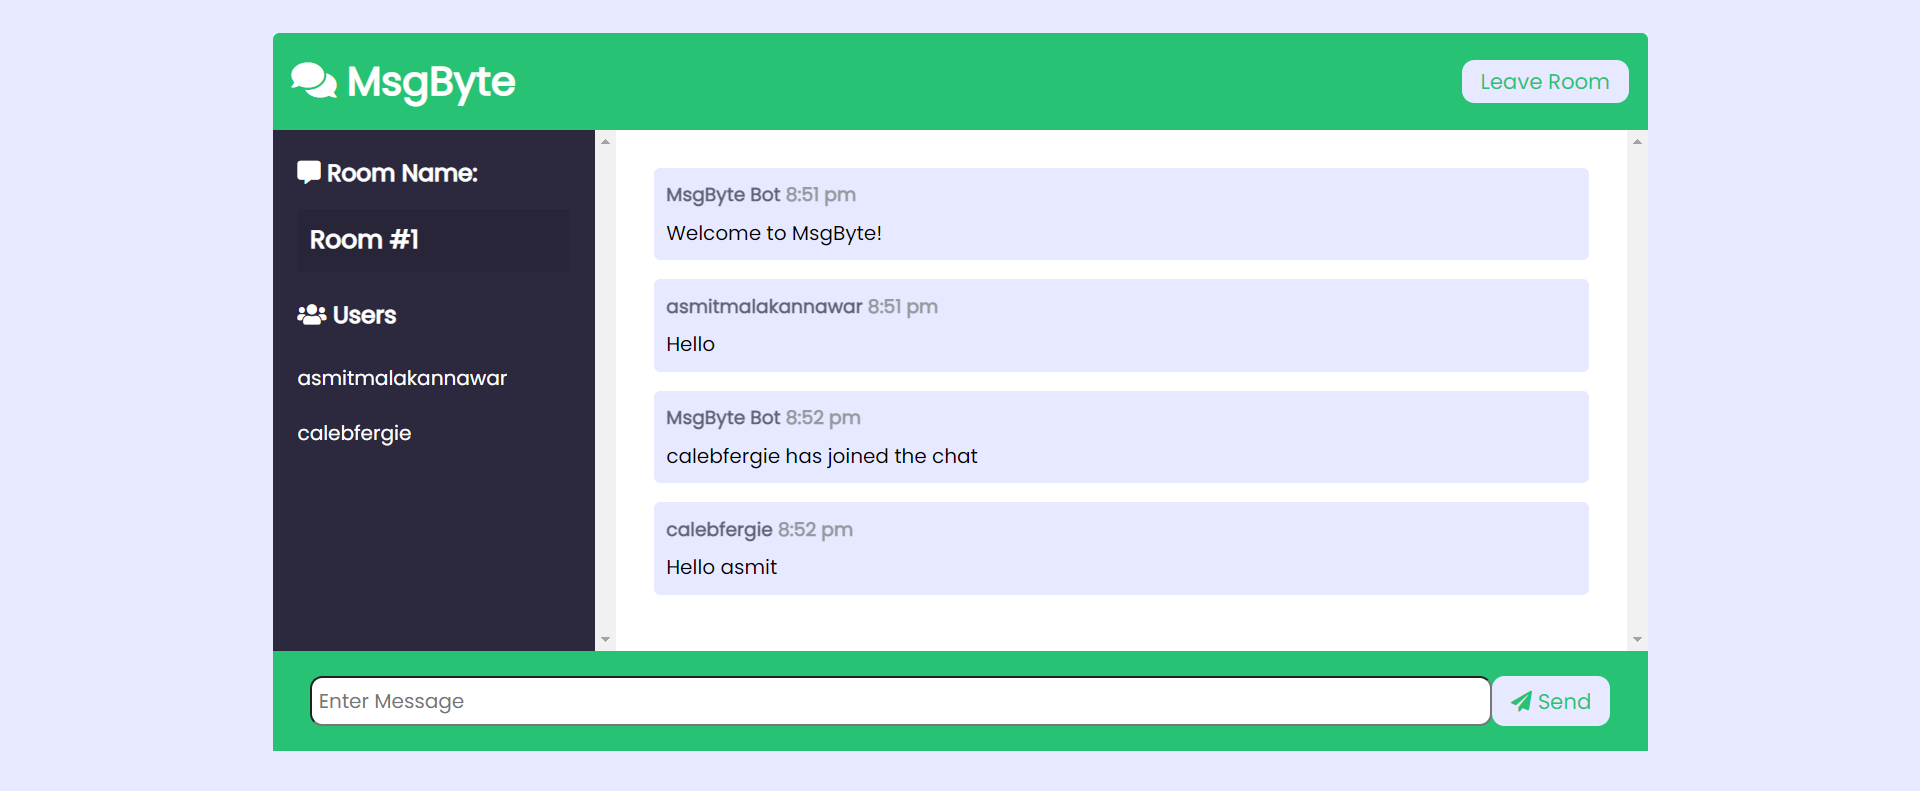 MsgByte
Leave Room
Room Name:
Room #1
Users
asmitmalakannawar
calebfergie
MsgByte Bot 8:51 pm
Welcome to MsgByte!
asmitmalakannawar 8:51 pm
Hello
MsgByte Bot 8:52 pm
calebfergie has joined the chat
calebfergie 8:52 pm
Hello asmit
Enter Message
Send